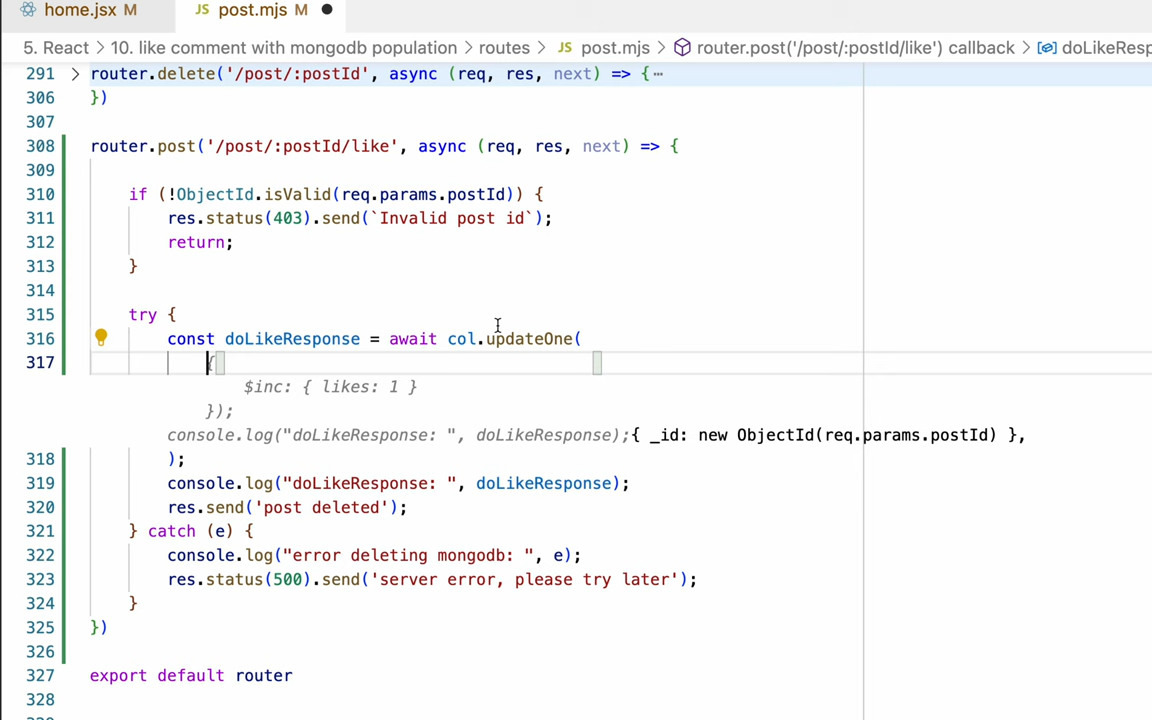 home.jsx M JS post.mjs M
5. React > 10. like comment with mongodb population > routes > JS post.mjs > router.post('/post/:postId/like') callback > doLikeResp
291 router.delete('/post/:postId', async (req, res, next) => {…
306 })
307
308 router.post('/post/:postId/like', async (req, res, next) => {
309
310 if (!ObjectId.isValid(req.params.postId)) {
311 res.status(403).send(`Invalid post id`);
312 return;
313 }
314
315 try {
316 const doLikeResponse = await col.updateOne(
317 {
$inc: { likes: 1 }
});
console.log("doLikeResponse: ", doLikeResponse);{ _id: new ObjectId(req.params.postId) },
318 );
319 console.log("doLikeResponse: ", doLikeResponse);
320 res.send('post deleted');
321 } catch (e) {
322 console.log("error deleting mongodb: ", e);
323 res.status(500).send('server error, please try later');
324 }
325 })
326
327 export default router
328